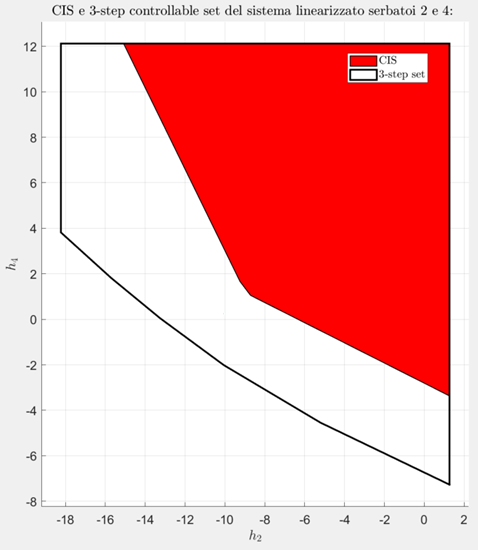 CIS e 3-step controllable set del sistema linearizzato serbatoi 2 e 4:
12
10
8
6
4
2
0
-2
-4
-6
-8
h4
CIS
3-step set
-18 -16 -14 -12 -10 -8 -6 -4 -2 0 2
h2